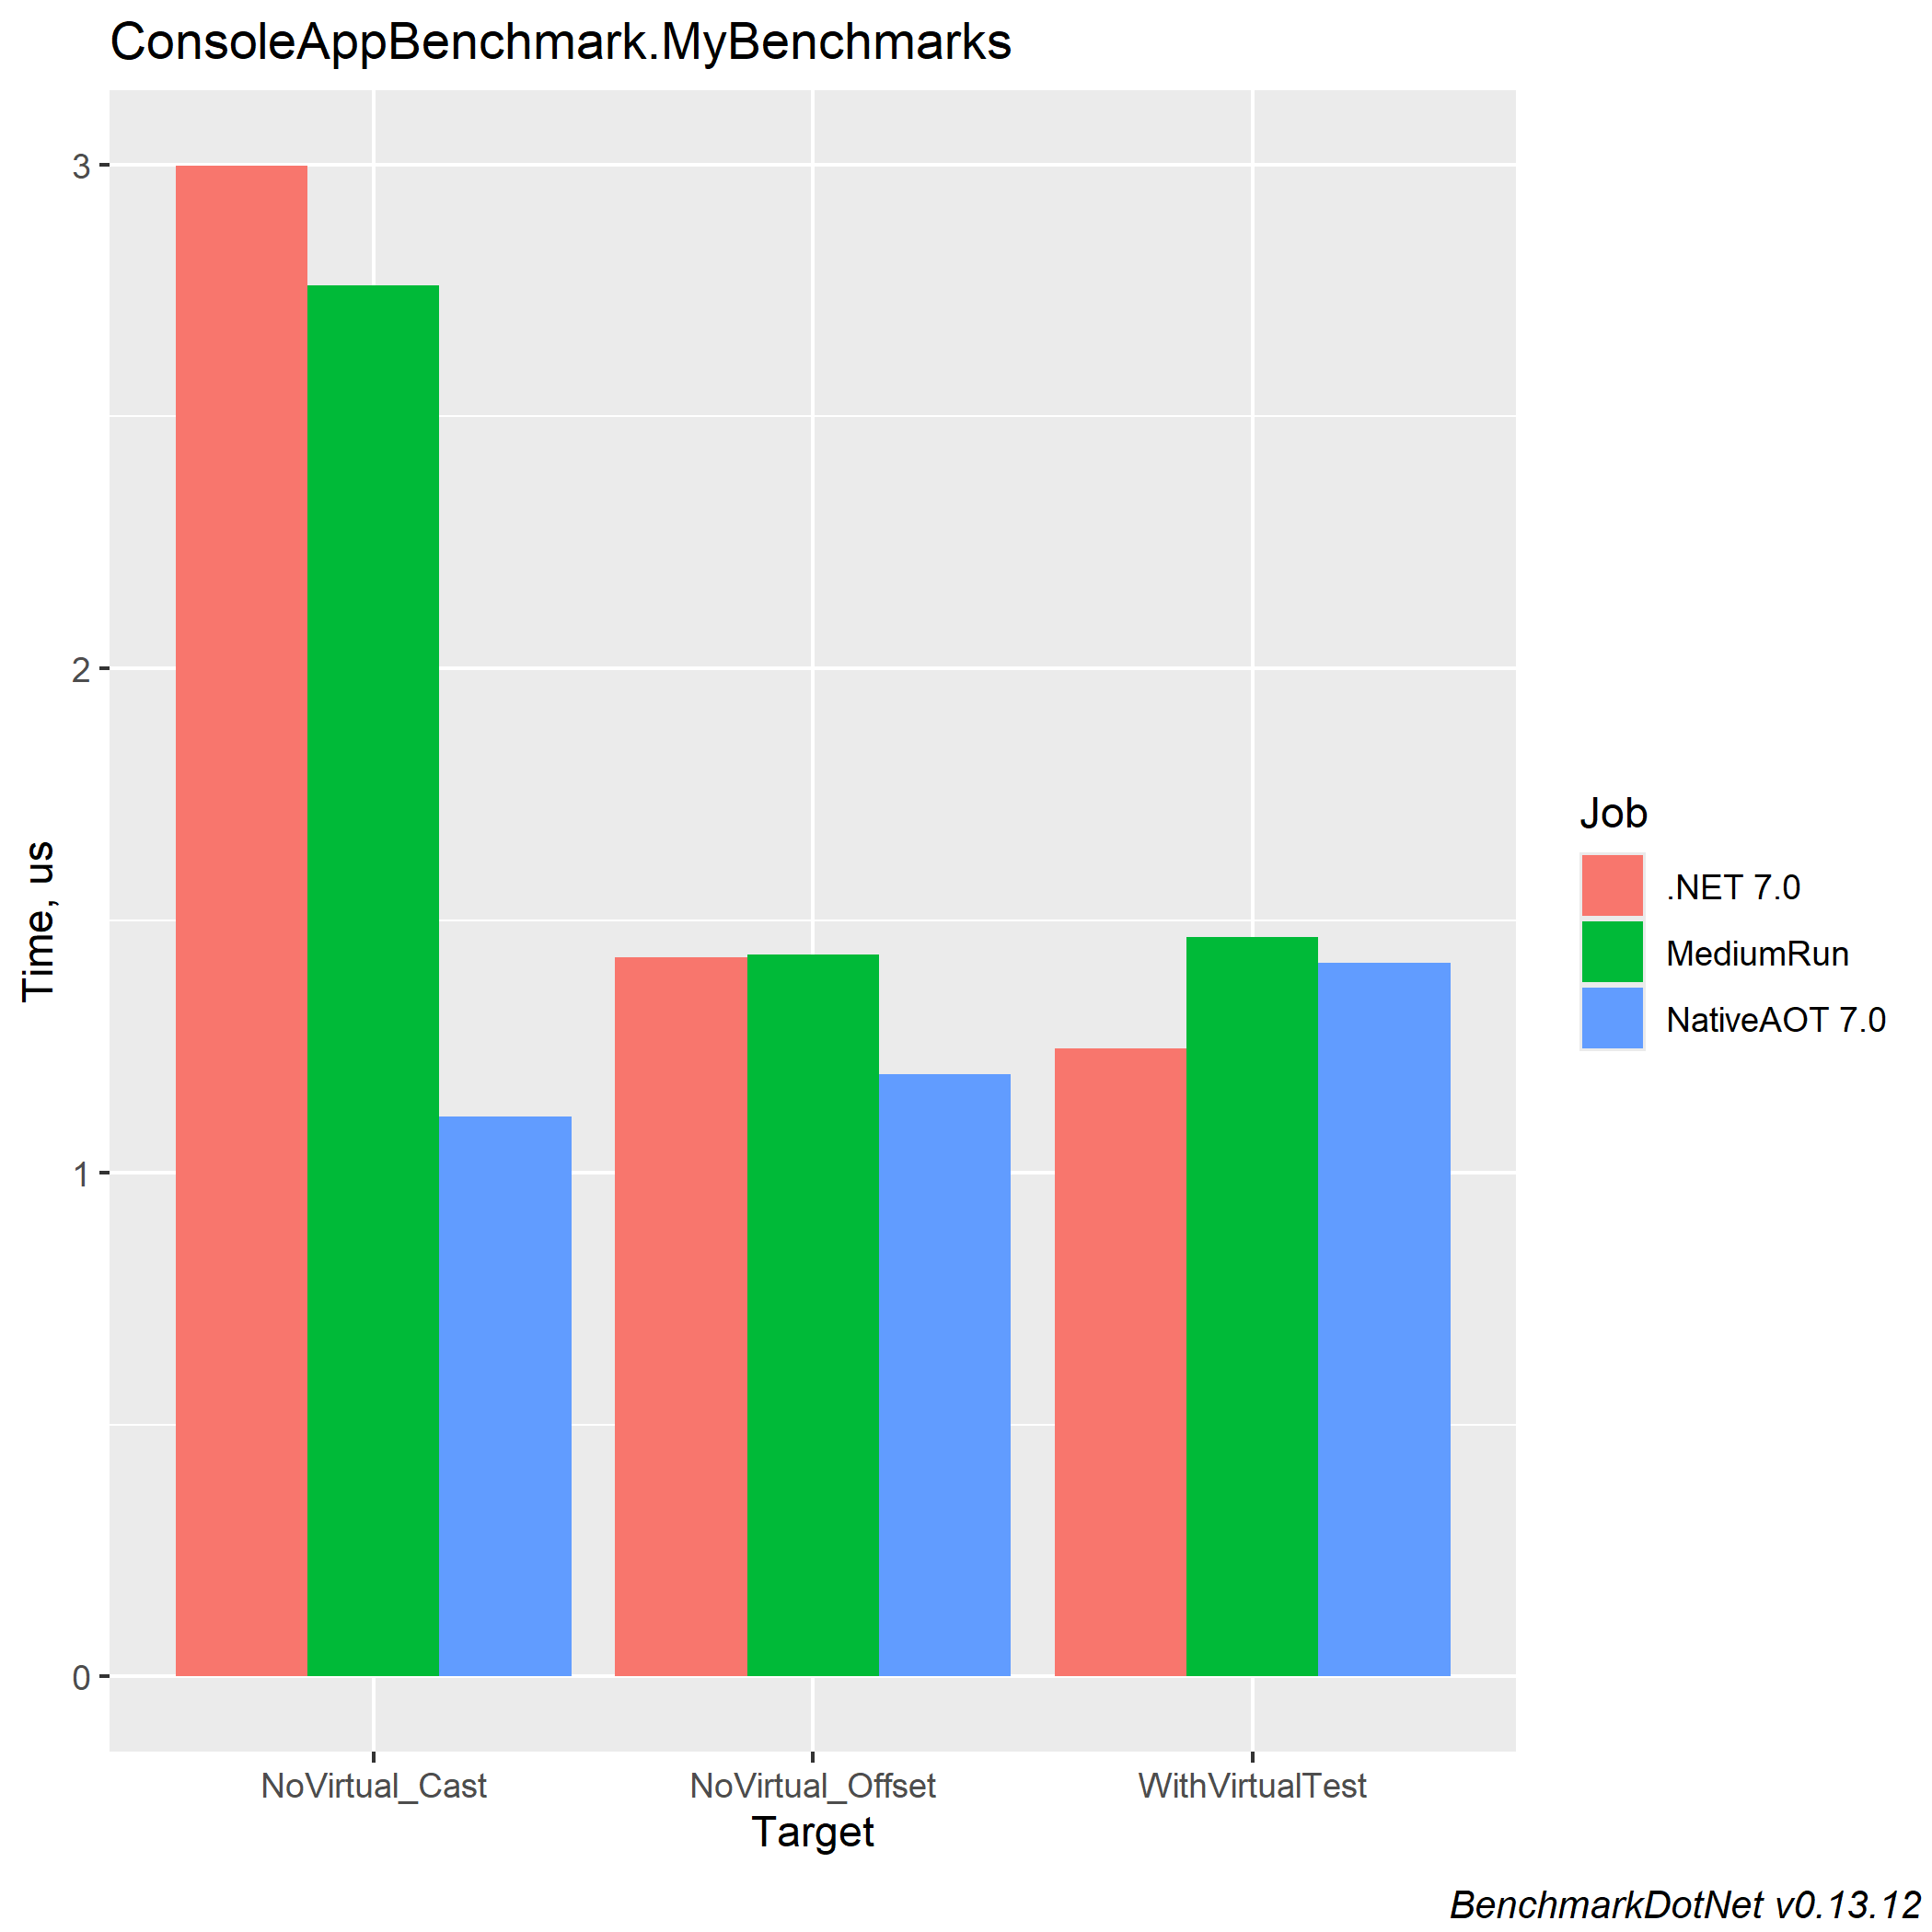 ConsoleAppBenchmark.MyBenchmarks
3
2
1
0
Time, us
NoVirtual_Cast
NoVirtual_Offset
WithVirtualTest
Target
Job
.NET 7.0
MediumRun
NativeAOT 7.0
BenchmarkDotNet v0.13.12